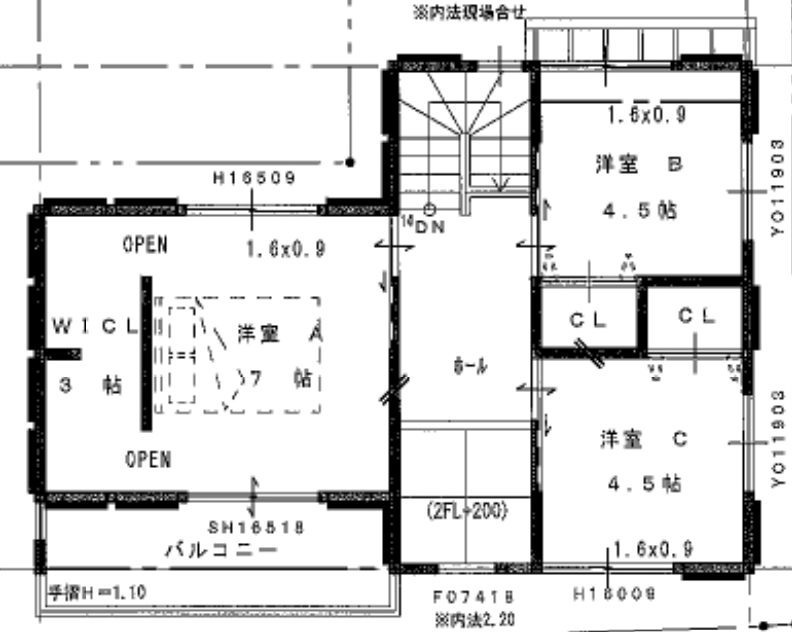 ※内法現場合せ
1.6x0.9
洋室 B
4.5帖
YO11903
H16509
OPEN
1.6x0.9
16DN
WICL
3 帖
洋室 A
7 帖
CL
CL
ホール
洋室 C
4.5帖
YO11903
OPEN
(2FL+200)
SH16518
バルコニー
1.6x0.9
手摺H=1.10
F07418
※内法2.20
H16009